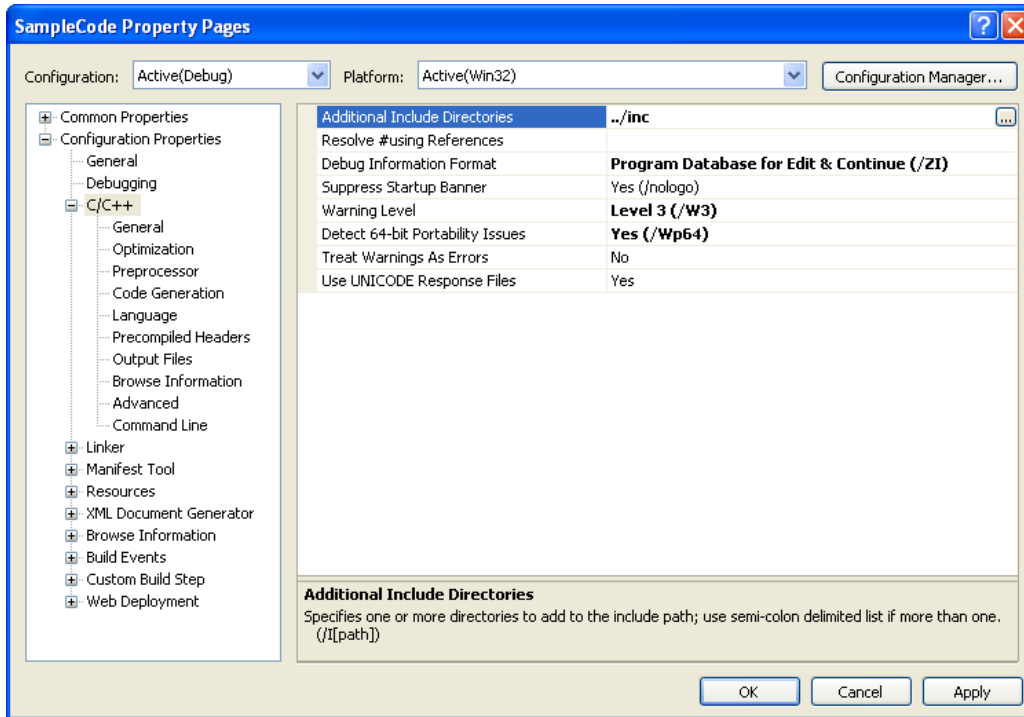 SampleCode Property Pages
Configuration: Active(Debug) Platform: Active(Win32) Configuration Manager...
Common Properties
Configuration Properties
General
Debugging
C/C++
General
Optimization
Preprocessor
Code Generation
Language
Precompiled Headers
Output Files
Browse Information
Advanced
Command Line
Linker
Manifest Tool
Resources
XML Document Generator
Browse Information
Build Events
Custom Build Step
Web Deployment
Additional Include Directories ../inc ...
Resolve #using References
Debug Information Format Program Database for Edit & Continue (/ZI)
Suppress Startup Banner Yes (/nologo)
Warning Level Level 3 (/W3)
Detect 64-bit Portability Issues Yes (/Wp64)
Treat Warnings As Errors No
Use UNICODE Response Files Yes
Additional Include Directories
Specifies one or more directories to add to the include path; use semi-colon delimited list if more than one.
(/I[path])
OK Cancel Apply